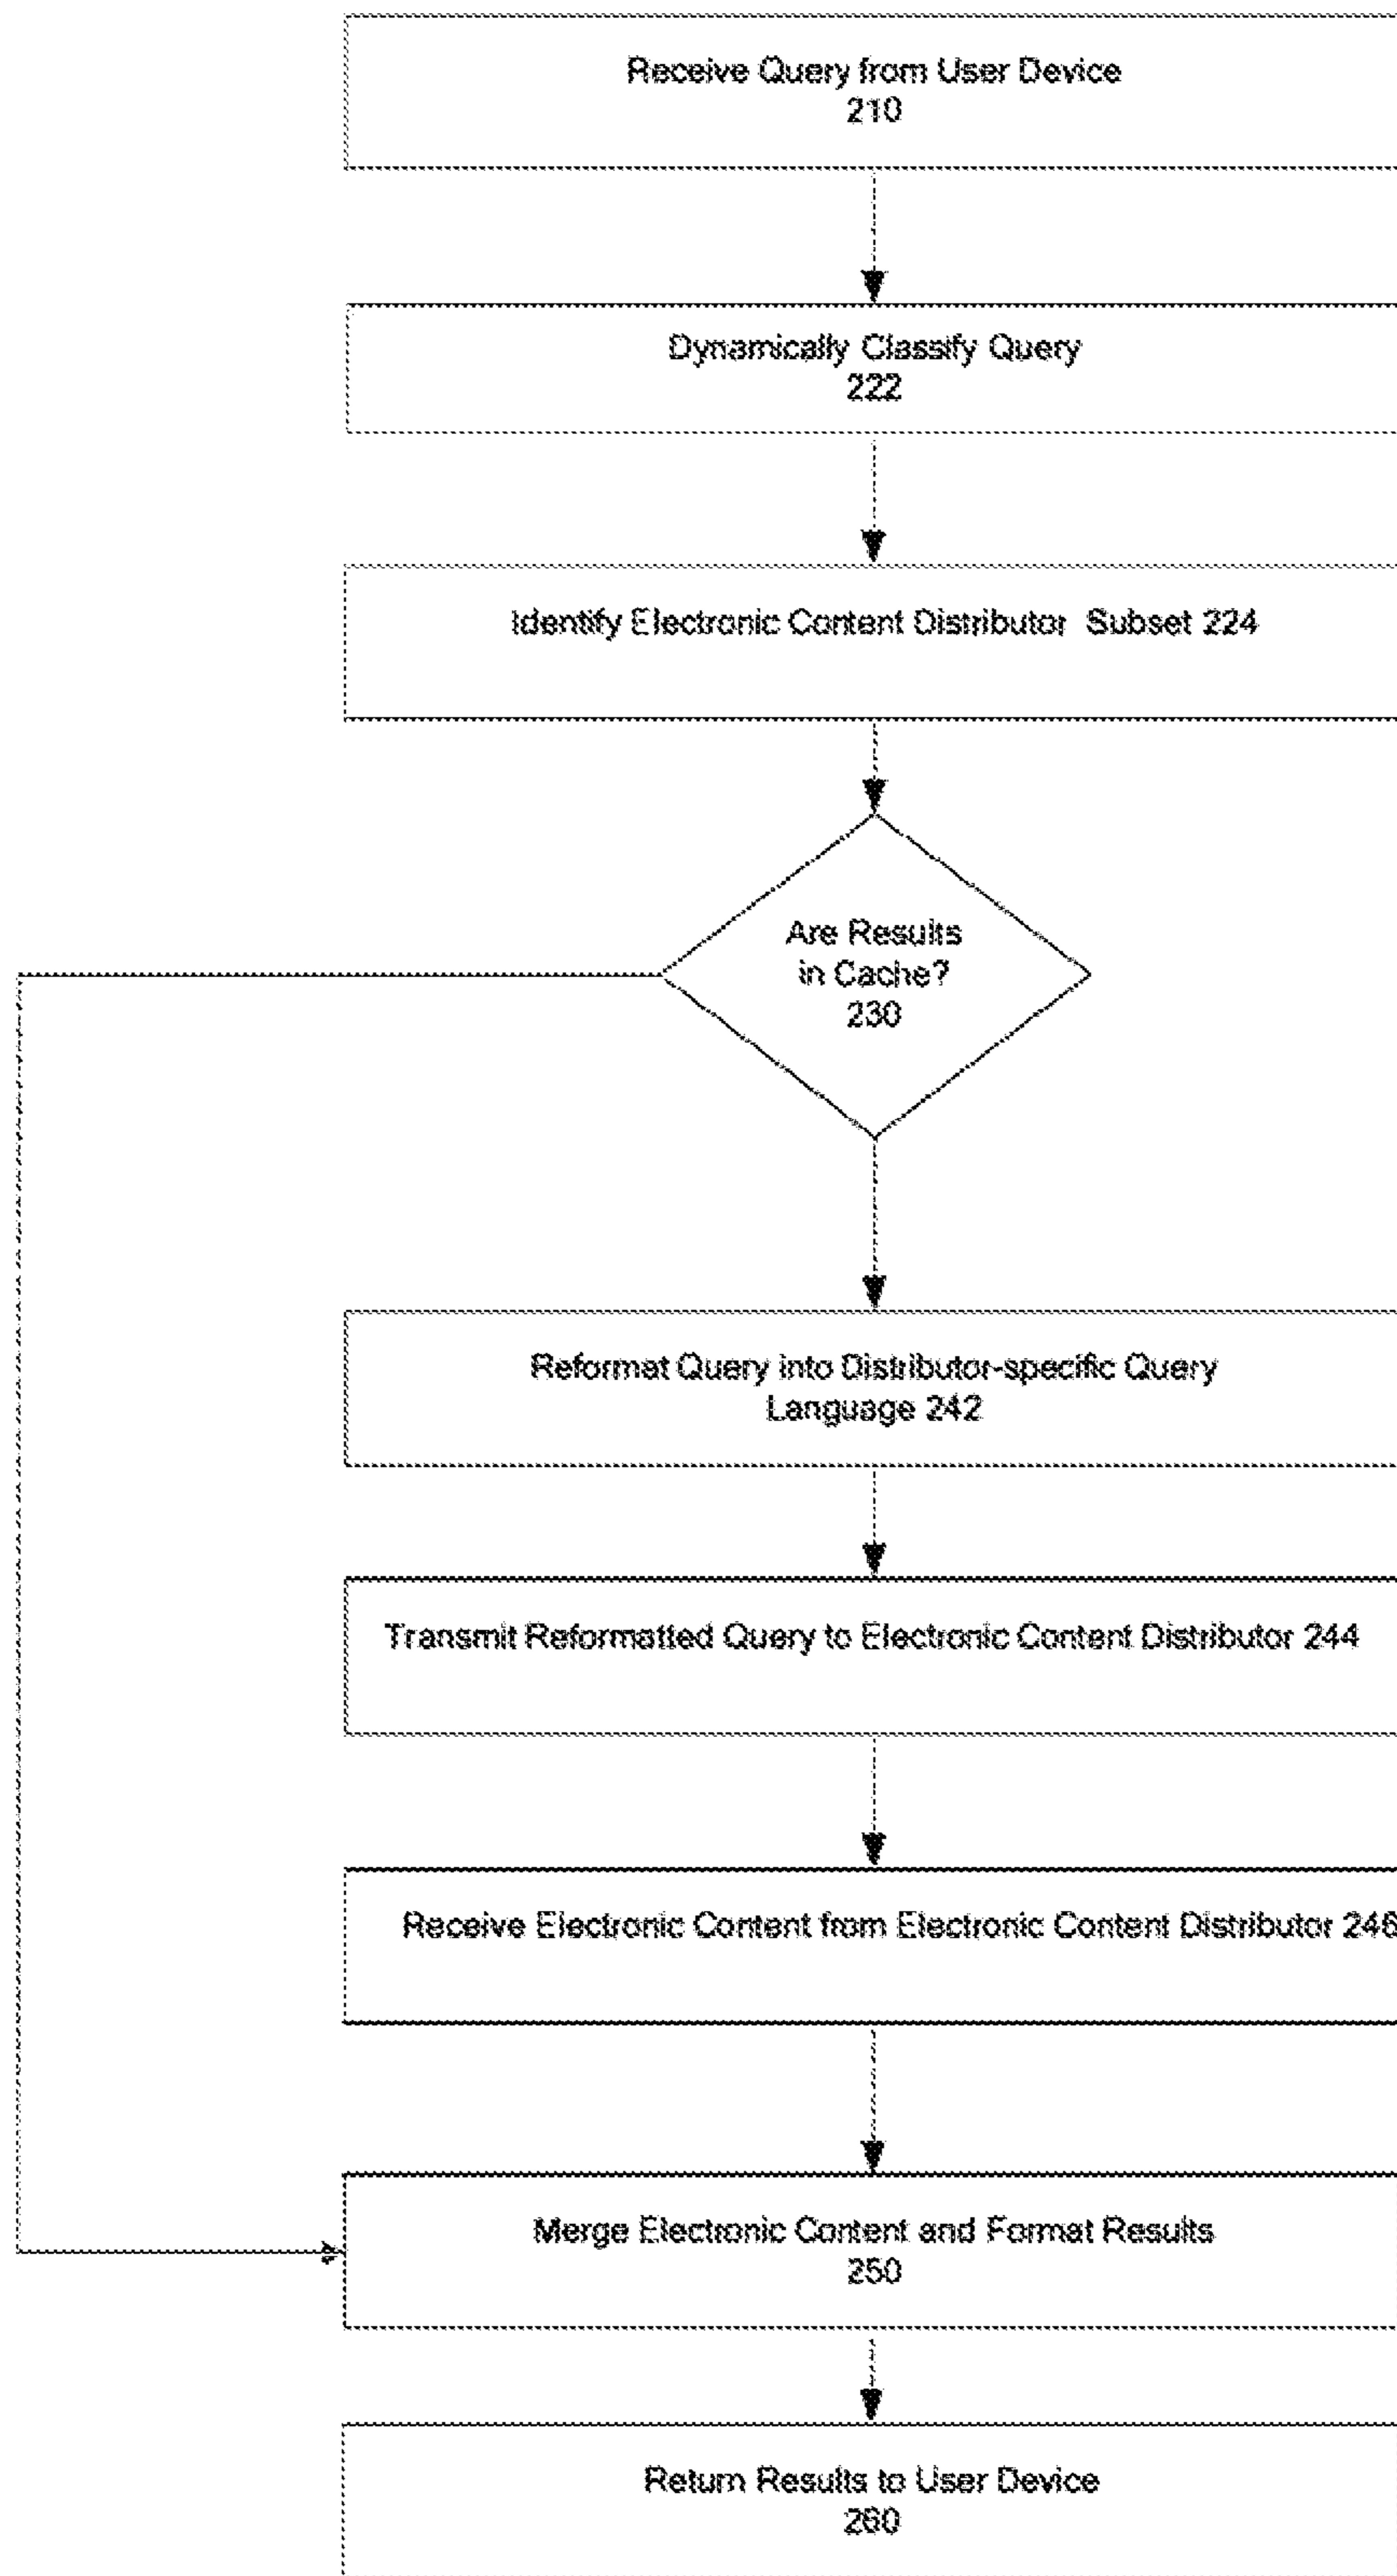 Receive Query from User Device
210
Dynamically Classify Query
222
Identify Electronic Content Distributor Subset 224
Are Results
in Cache?
230
Reformat Query into Distributor-specific Query
Language 242
Transmit Reformatted Query to Electronic Content Distributor 244
Receive Electronic Content from Electronic Content Distributor 246
Merge Electronic Content and Format Results
250
Return Results to User Device
260